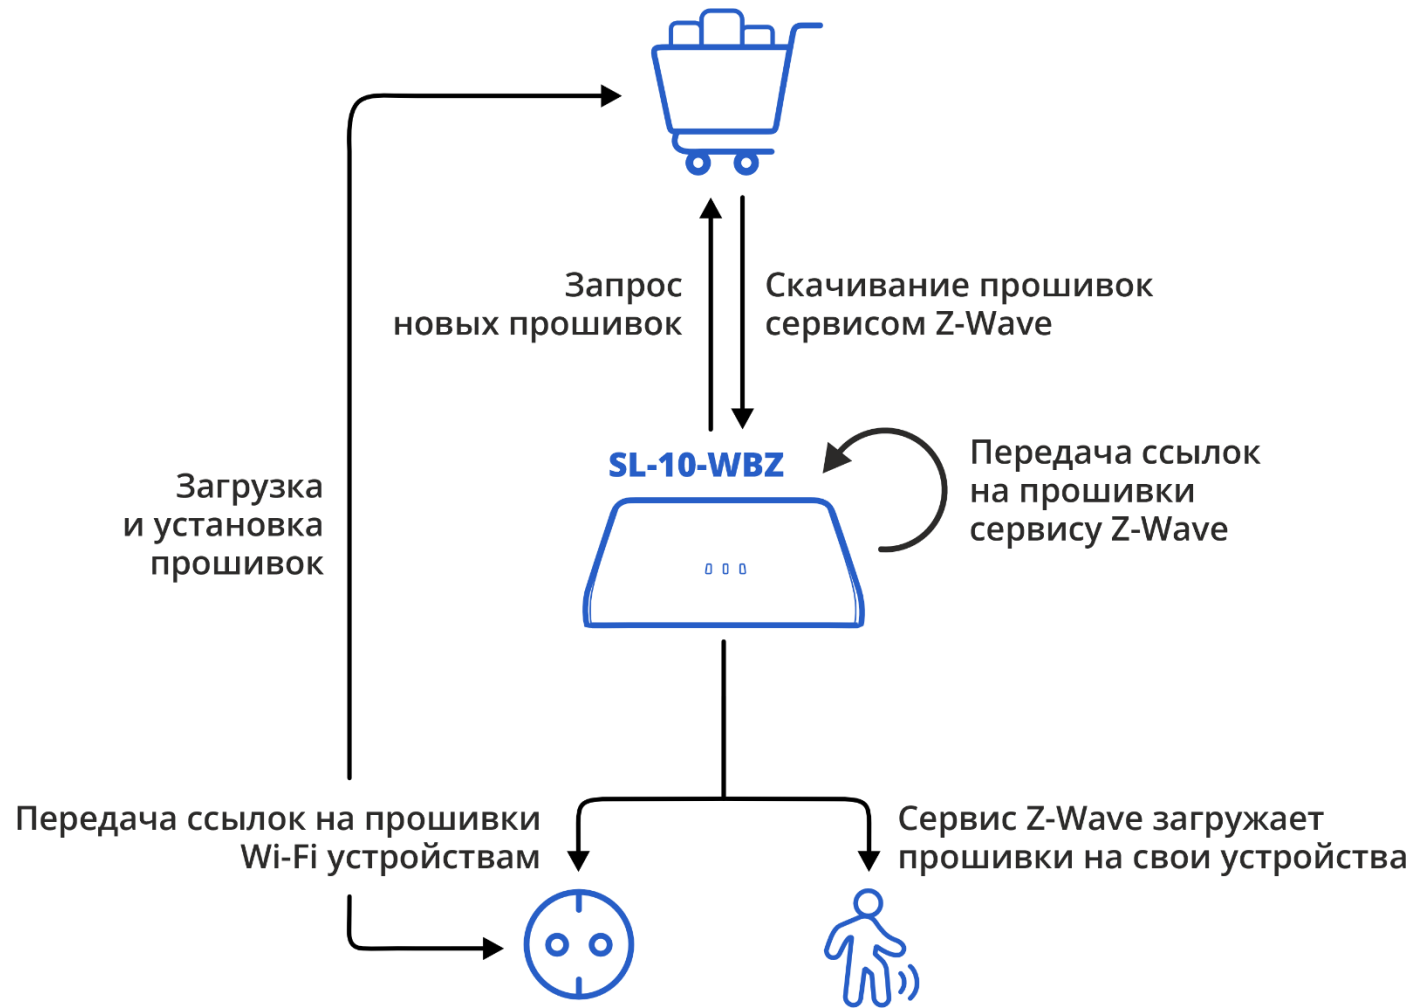 Запрос
новых прошивок
Скачивание прошивок
сервисом Z-Wave
SL-10-WBZ
Передача ссылок
на прошивки
сервису Z-Wave
Загрузка
и установка
прошивок
Передача ссылок на прошивки
Wi-Fi устройствам
Сервис Z-Wave загружает
прошивки на свои устройства